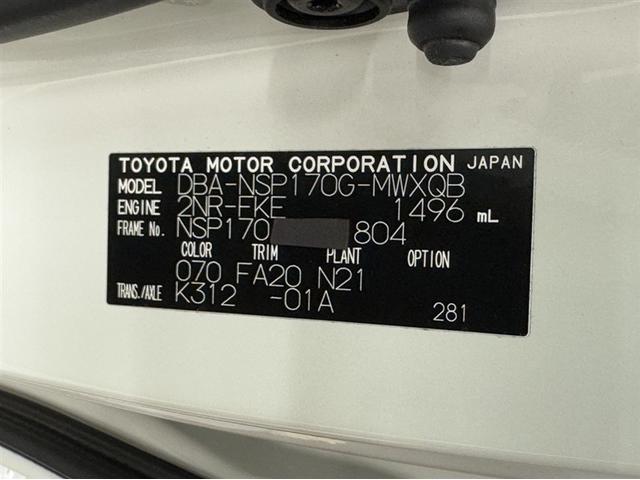 TOYOTA MOTOR CORPORATION JAPAN
MODEL DBA-NSP170G-MWXQB
ENGINE 2NR-FKE 1496 mL
FRAME No. NSP170 804
COLOR TRIM PLANT OPTION
070 FA20 N21
TRANS./AXLE K312 -01A
281